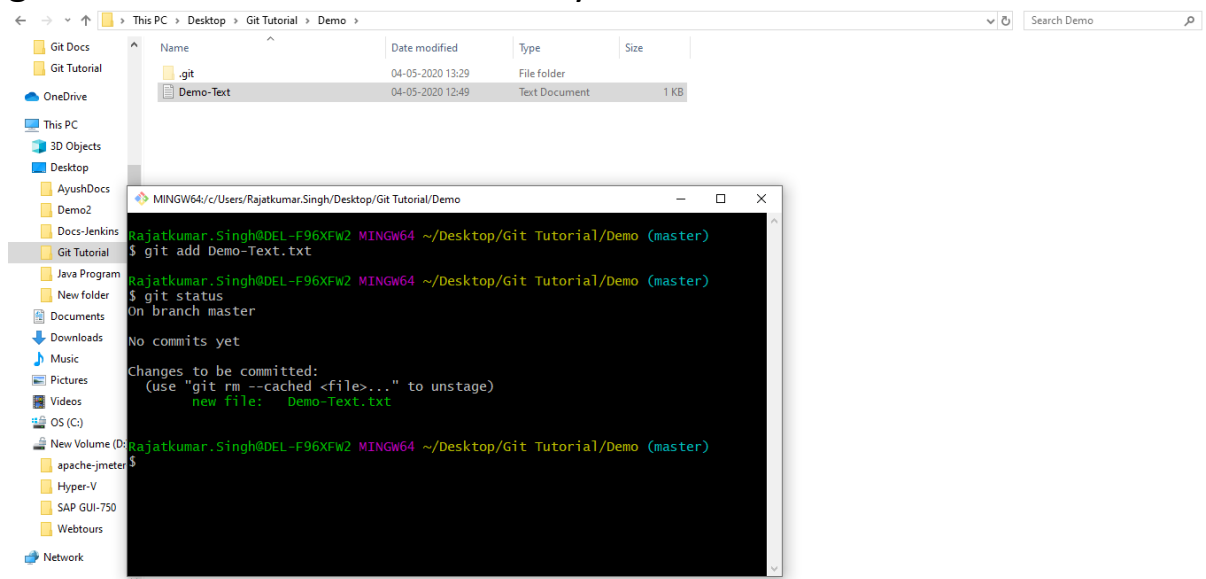 This PC > Desktop > Git Tutorial > Demo >
Search Demo
Git Docs
Git Tutorial
OneDrive
This PC
3D Objects
Desktop
AyushDocs
Demo2
Docs-Jenkins
Git Tutorial
Java Program
New folder
Documents
Downloads
Music
Pictures
Videos
OS (C:)
New Volume (D:
apache-jmeter
Hyper-V
SAP GUI-750
Webtours
Network
Name Date modified Type Size
.git 04-05-2020 13:29 File folder
Demo-Text 04-05-2020 12:49 Text Document 1 KB
MINGW64:/c/Users/Rajatkumar.Singh/Desktop/Git Tutorial/Demo
Rajatkumar.Singh@DEL-F96XFW2 MINGW64 ~/Desktop/Git Tutorial/Demo (master)
$ git add Demo-Text.txt
Rajatkumar.Singh@DEL-F96XFW2 MINGW64 ~/Desktop/Git Tutorial/Demo (master)
$ git status
On branch master
No commits yet
Changes to be committed:
(use "git rm --cached <file>..." to unstage)
new file: Demo-Text.txt
Rajatkumar.Singh@DEL-F96XFW2 MINGW64 ~/Desktop/Git Tutorial/Demo (master)
$